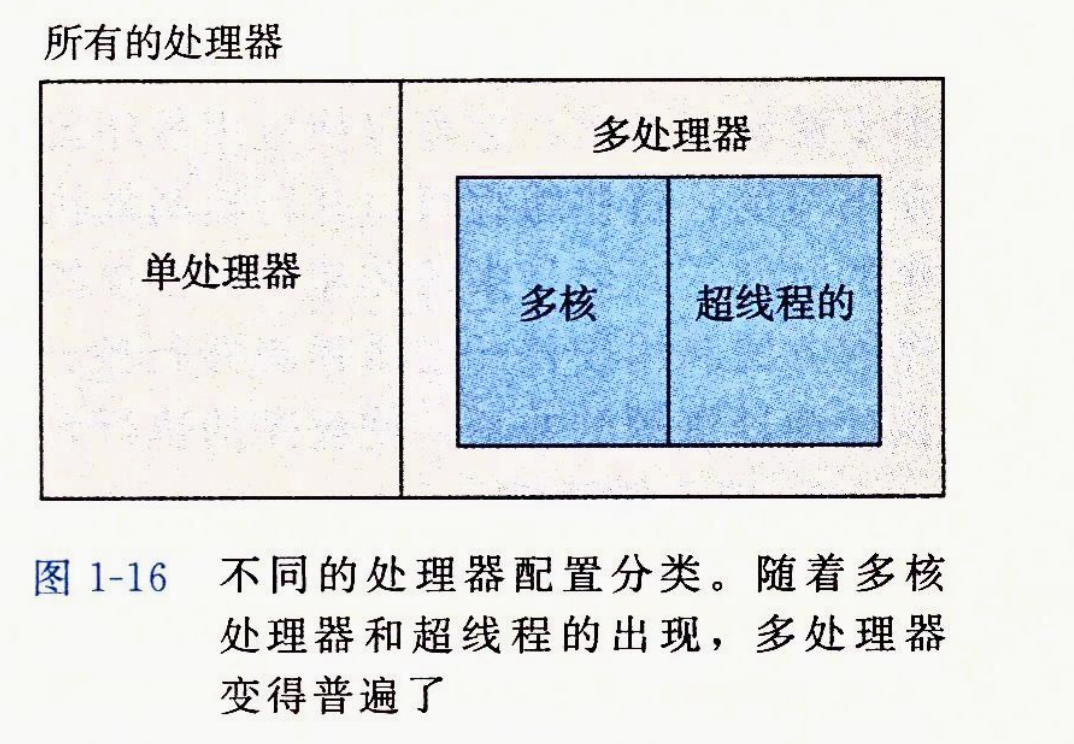 所有的处理器
多处理器
单处理器
多核
超线程的
图 1-16 不同的处理器配置分类。随着多核
处理器和超线程的出现，多处理器
变得普遍了